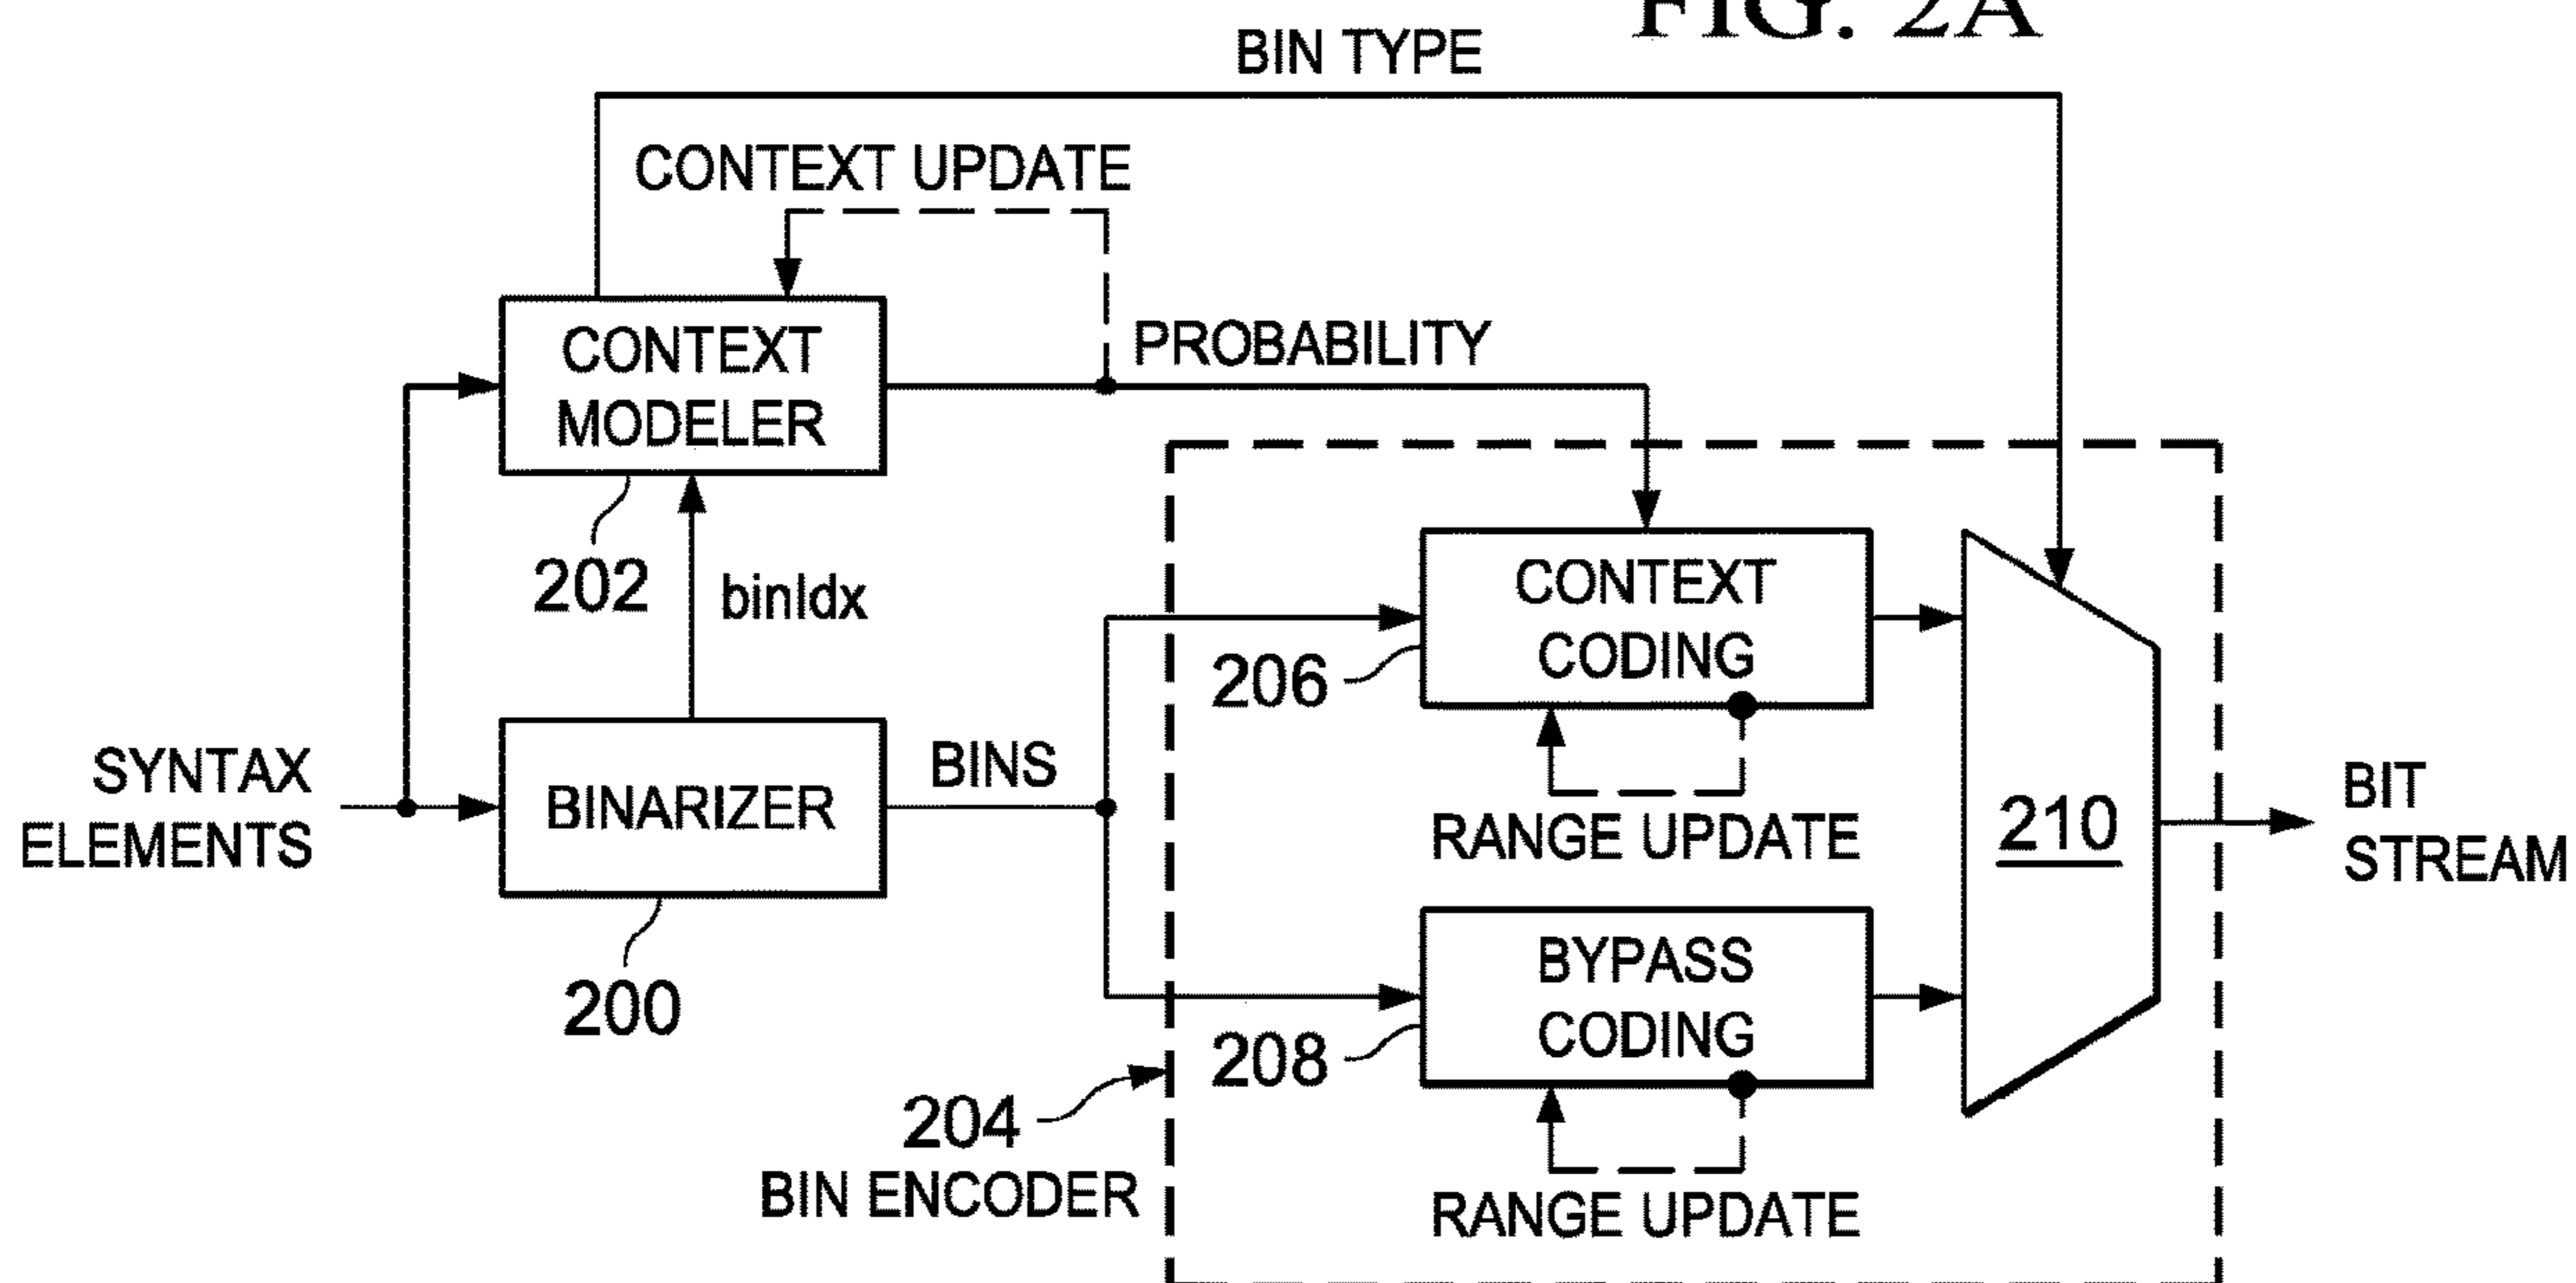 FIG. 2A
BIN TYPE
CONTEXT UPDATE
CONTEXT
MODELER
PROBABILITY
202
binIdx
CONTEXT
CODING
206
SYNTAX
ELEMENTS
BINARIZER
BINS
RANGE UPDATE
210
BIT
STREAM
200
BYPASS
CODING
208
204
BIN ENCODER
RANGE UPDATE